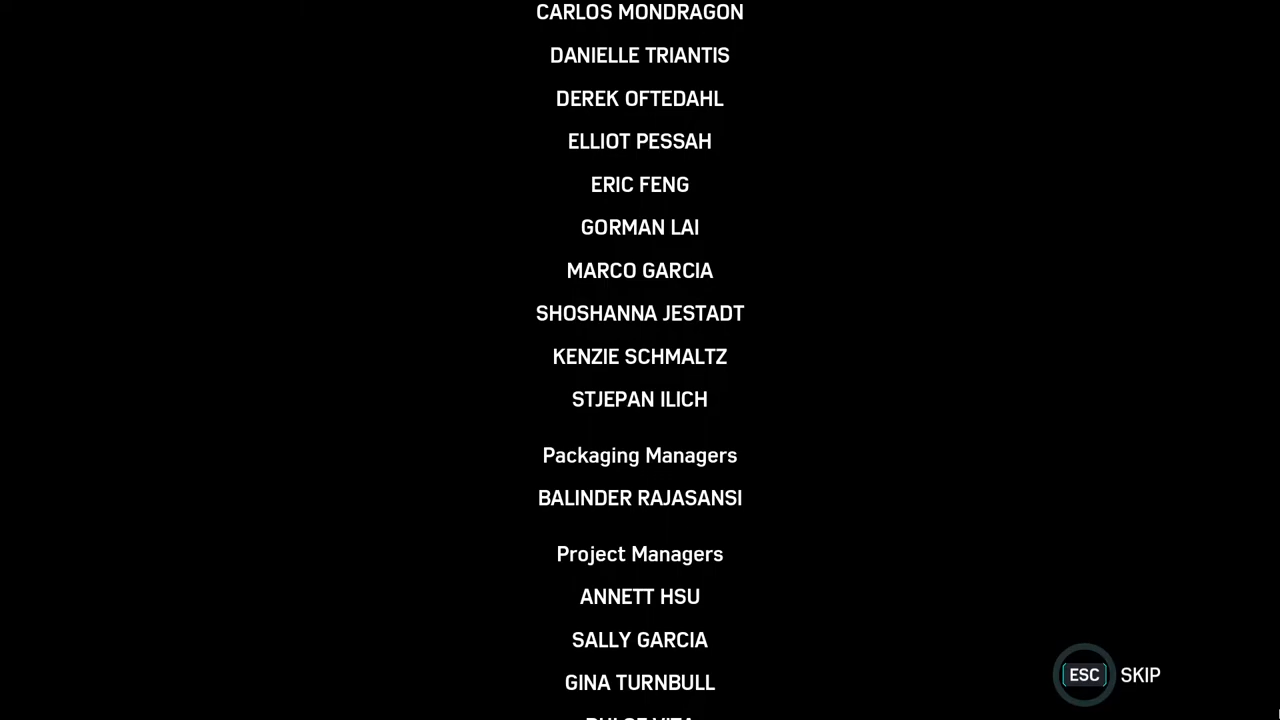 CARLOS MONDRAGON
DANIELLE TRIANTIS
DEREK OFTEDAHL
ELLIOT PESSAH
ERIC FENG
GORMAN LAI
MARCO GARCIA
SHOSHANNA JESTADT
KENZIE SCHMALTZ
STJEPAN ILICH
Packaging Managers
BALINDER RAJASANSI
Project Managers
ANNETT HSU
SALLY GARCIA
GINA TURNBULL
ESC SKIP